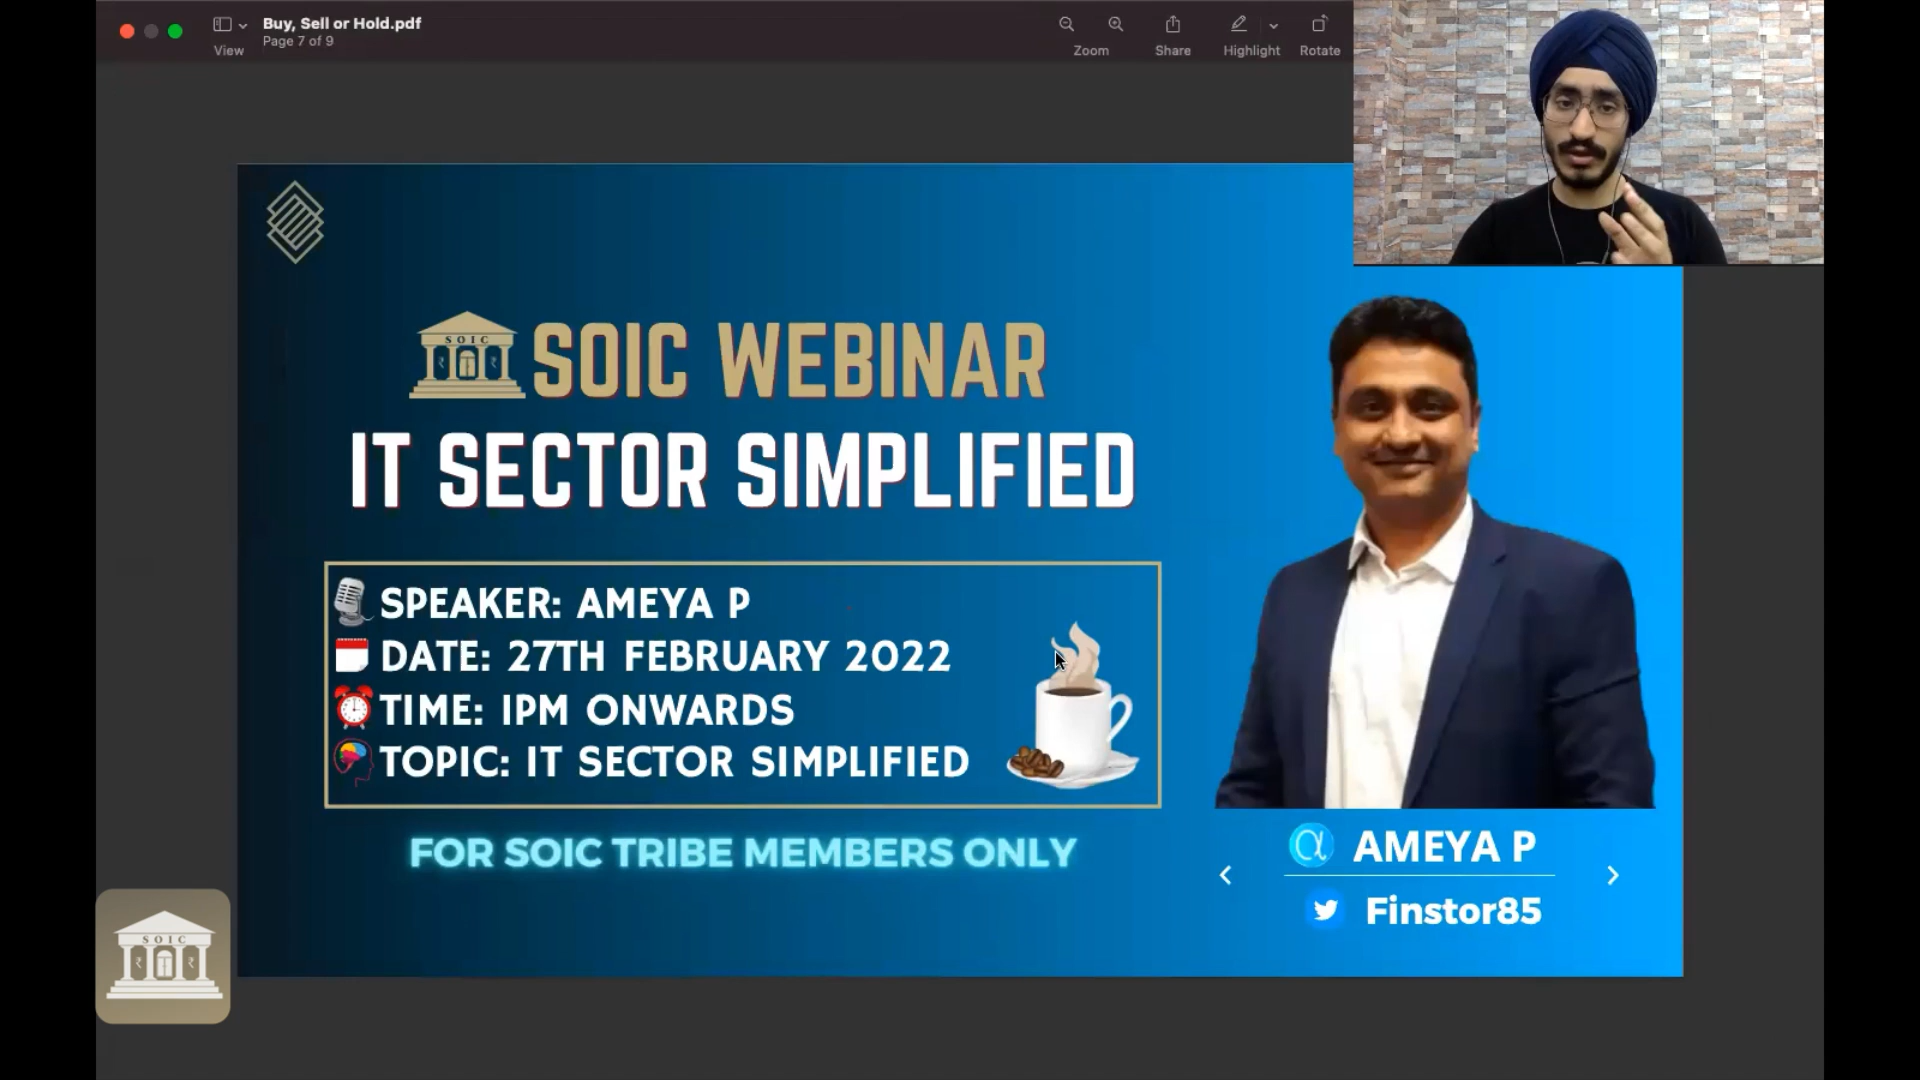 Buy, Sell or Hold.pdf
Page 7 of 9
View
Zoom
Share
Highlight
Rotate
SOIC
SOIC WEBINAR
IT SECTOR SIMPLIFIED
SPEAKER: AMEYA P
DATE: 27TH FEBRUARY 2022
TIME: 1PM ONWARDS
TOPIC: IT SECTOR SIMPLIFIED
FOR SOIC TRIBE MEMBERS ONLY
α AMEYA P
Finstor85
SOIC